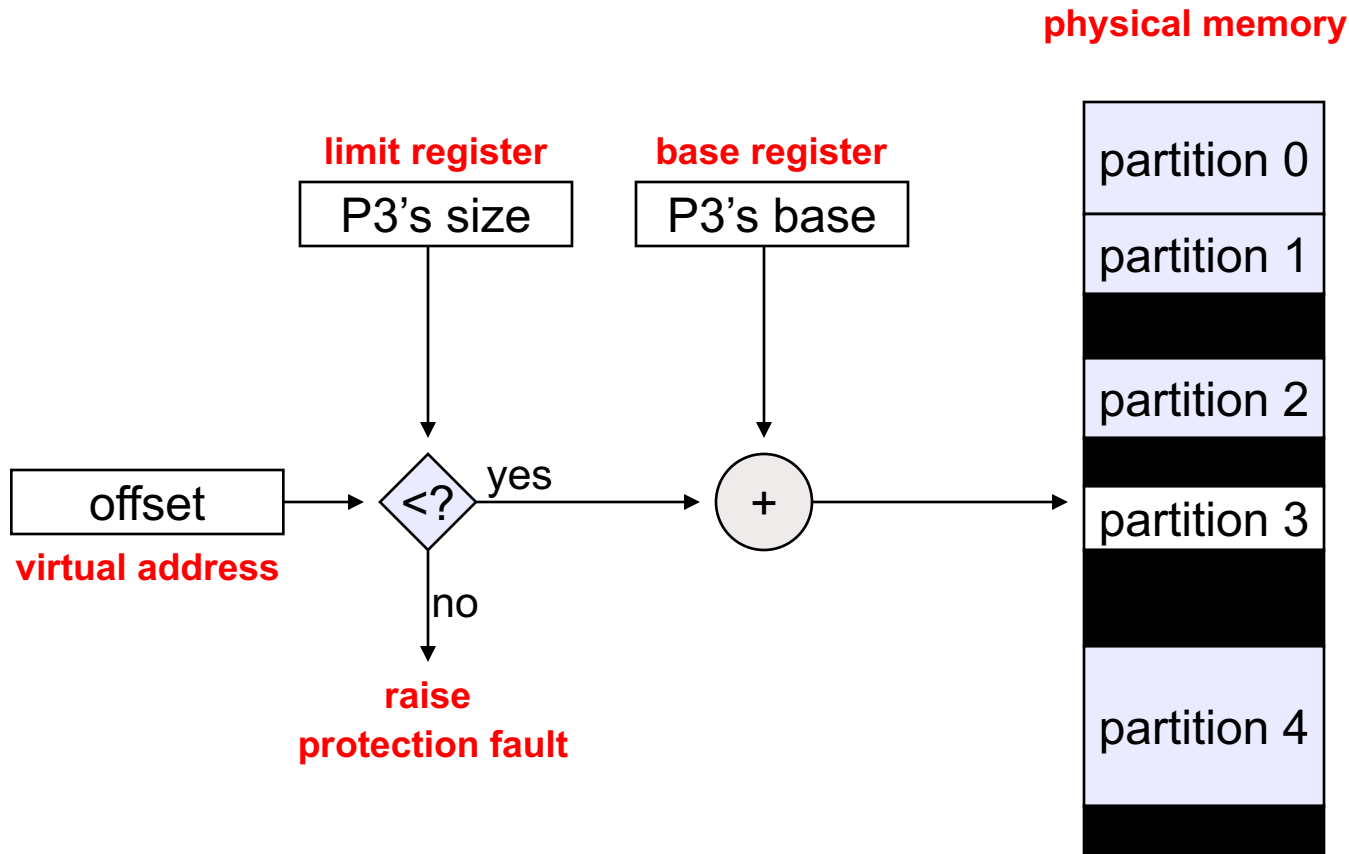 physical memory
limit register
base register
P3’s size
P3’s base
partition 0
partition 1
partition 2
offset
<?
yes
+
partition 3
virtual address
no
raise
protection fault
partition 4